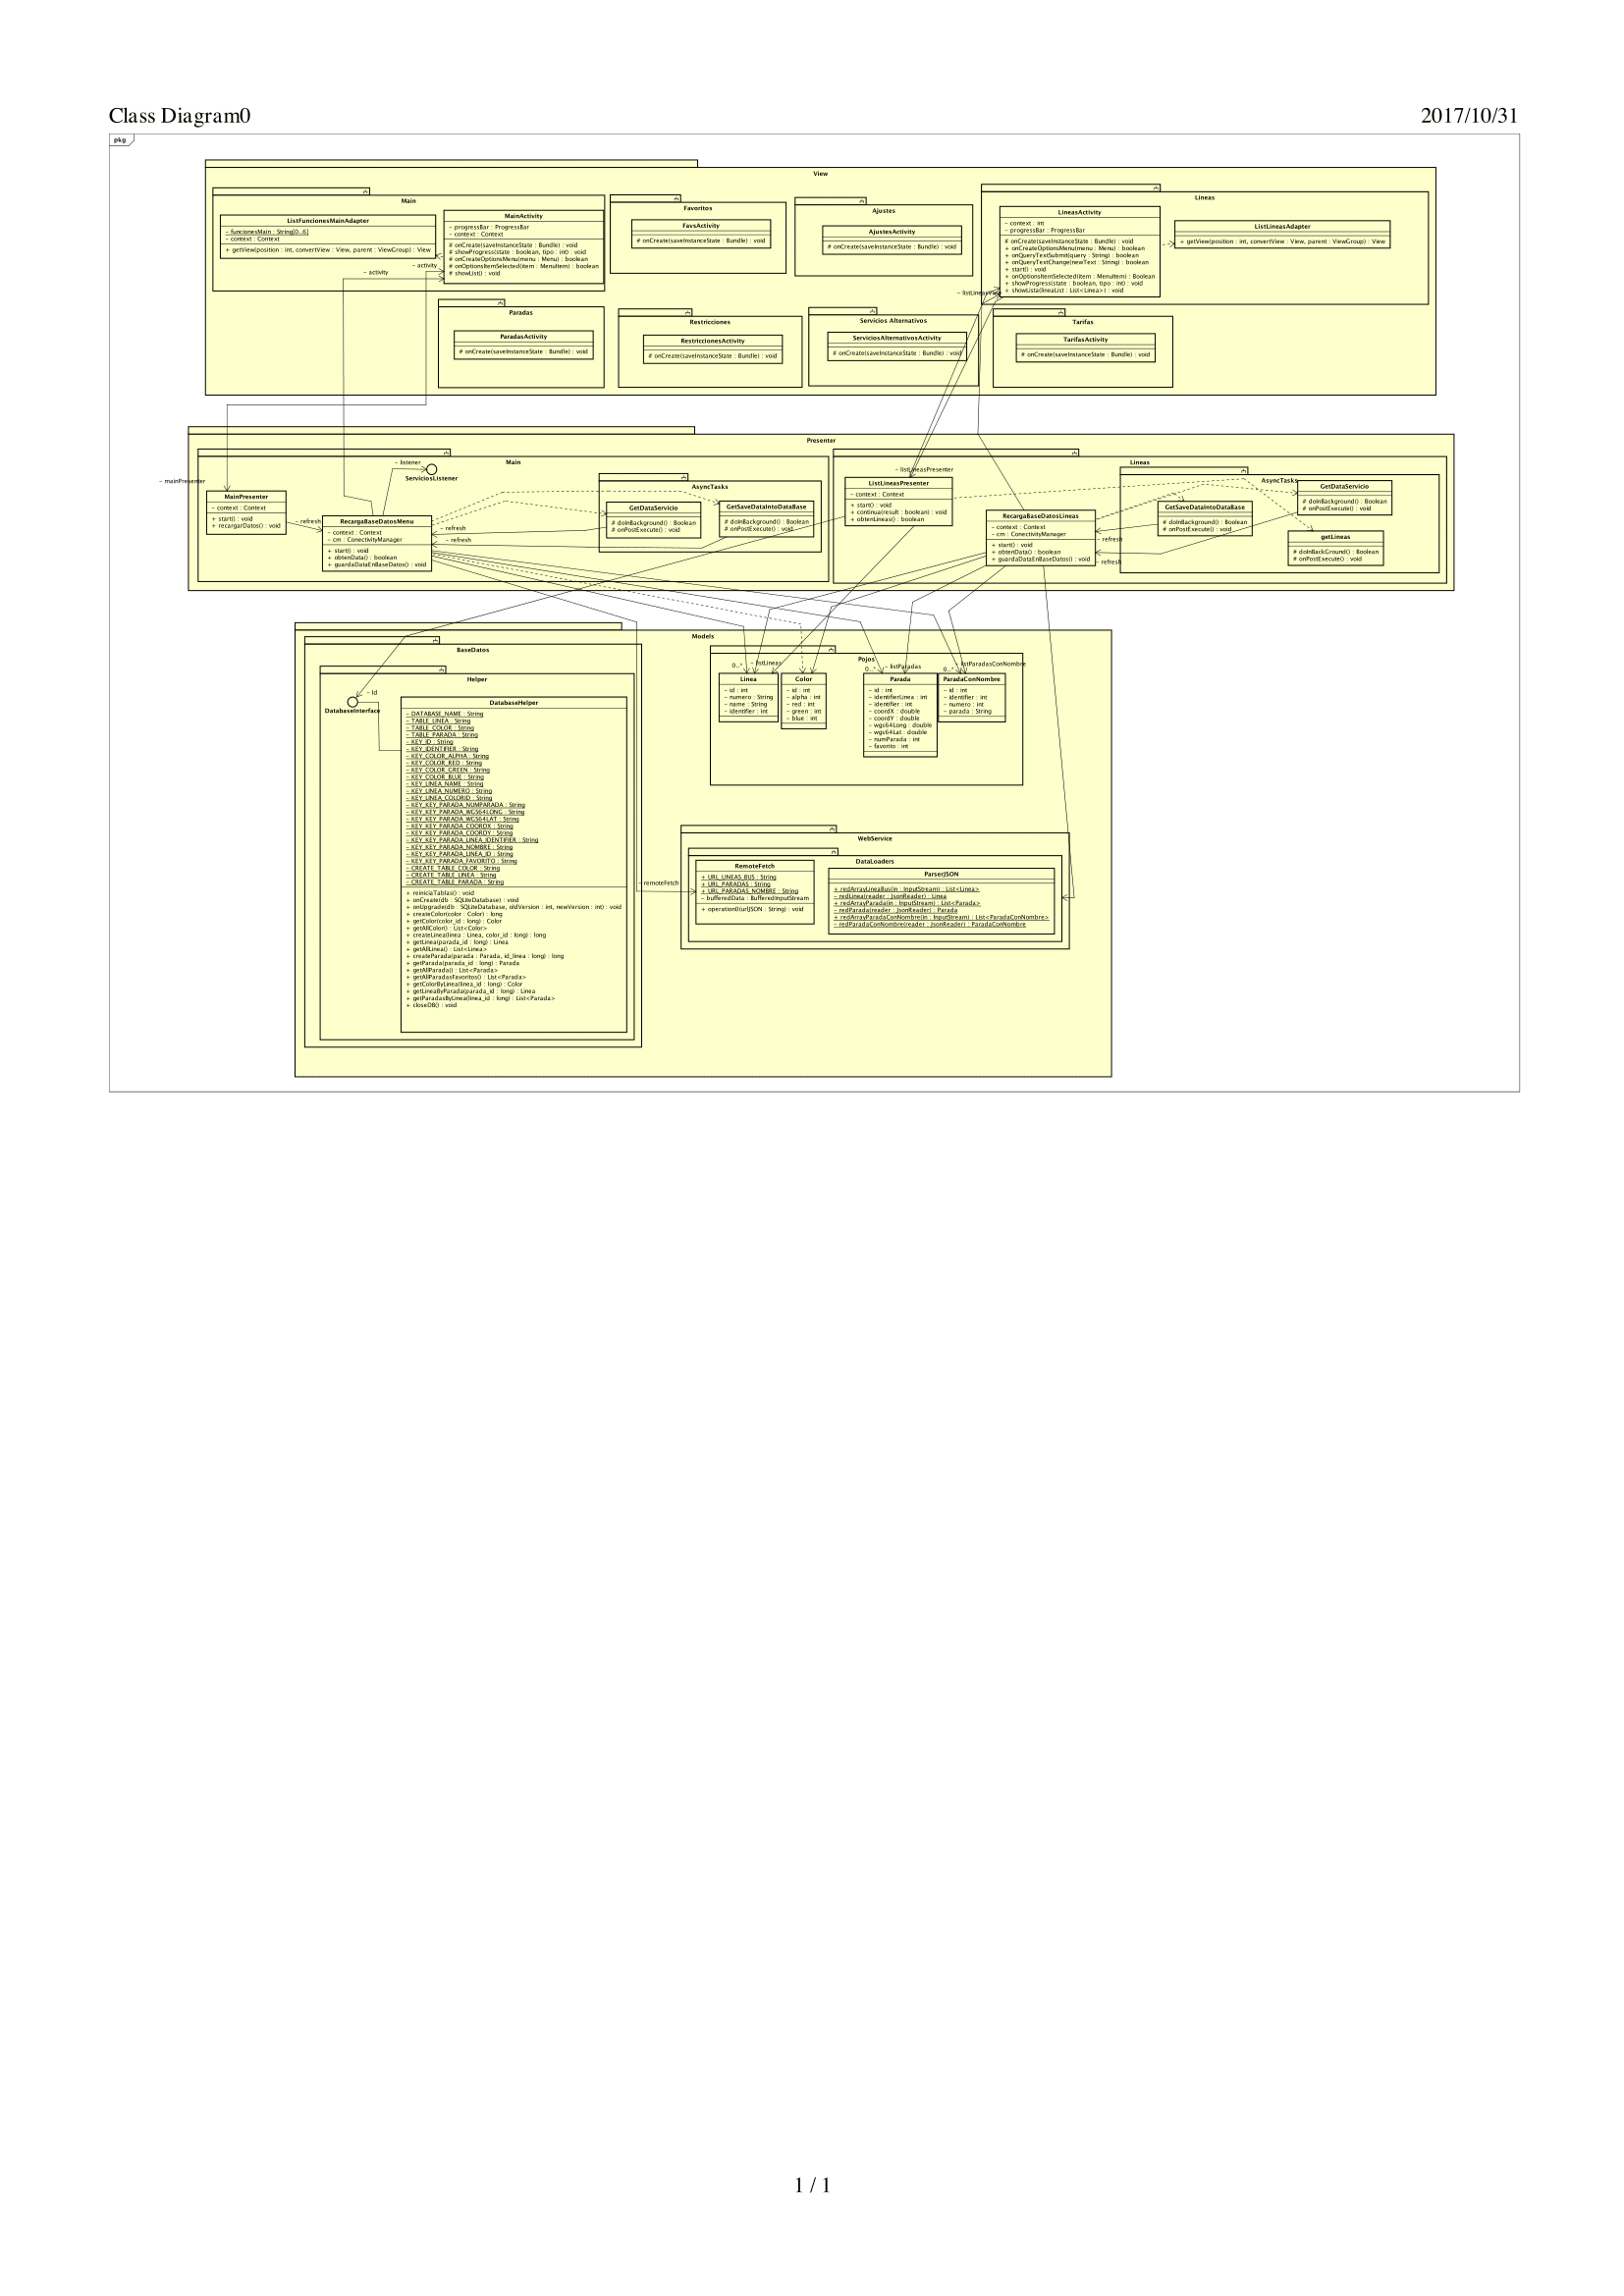 Class Diagram0
2017/10/31
pkg
View
Main
ListFuncionesMainAdapter
- funcionesMain : String[0..6]
- context : Context
+ getView(position : int, convertView : View, parent : ViewGroup) : View
MainActivity
- progressBar : ProgressBar
- context : Context
# onCreate(saveInstanceState : Bundle) : void
# showProgress(state : boolean, tipo : int) : void
# onCreateOptionsMenu(menu : Menu) : boolean
# onOptionsItemSelected(item : MenuItem) : boolean
# showList() : void
- activity
- activity
Favoritos
FavsActivity
# onCreate(saveInstanceState : Bundle) : void
Ajustes
AjustesActivity
# onCreate(saveInstanceState : Bundle) : void
Lineas
LineasActivity
- context : int
- progressBar : ProgressBar
# onCreate(saveInstanceState : Bundle) : void
+ onCreateOptionsMenu(menu : Menu) : boolean
+ onQueryTextSubmit(query : String) : boolean
+ onQueryTextChange(newText : String) : boolean
+ start() : void
+ onOptionsItemSelected(item : MenuItem) : Boolean
+ showProgress(state : boolean, tipo : int) : void
+ showLista(lineaList : List<Linea>) : void
ListLineasAdapter
+ getView(position : int, convertView : View, parent : ViewGroup) : View
Paradas
ParadasActivity
# onCreate(saveInstanceState : Bundle) : void
Restricciones
RestriccionesActivity
# onCreate(saveInstanceState : Bundle) : void
Servicios Alternativos
ServiciosAlternativosActivity
# onCreate(saveInstanceState : Bundle) : void
Tarifas
TarifasActivity
# onCreate(saveInstanceState : Bundle) : void
Presenter
Main
- listener
ServiciosListener
- mainPresenter
MainPresenter
- context : Context
+ start() : void
+ recargarDatos() : void
- refresh
RecargaBaseDatosMenu
- context : Context
- cm : ConectivityManager
+ start() : void
+ obtenData() : boolean
+ guardaDataEnBaseDatos() : void
- refresh
- refresh
AsyncTasks
GetDataServicio
# doInBackground() : Boolean
# onPostExecute() : void
GetSaveDataIntoDataBase
# doInBackground() : Boolean
# onPostExecute() : void
Lineas
- listLineasPresenter
ListLineasPresenter
- context : Context
+ start() : void
+ continua(result : boolean) : void
+ obtenLineas() : boolean
RecargaBaseDatosLineas
- context : Context
- cm : ConectivityManager
+ start() : void
+ obtenData() : boolean
+ guardaDataEnBaseDatos() : void
- refresh
- refresh
AsyncTasks
GetDataServicio
# doInBackground() : Boolean
# onPostExecute() : void
GetSaveDataIntoDataBase
# doInBackground() : Boolean
# onPostExecute() : void
getLineas
# doInBackGround() : Boolean
# onPostExecute() : void
Models
BaseDatos
Helper
- ld
DatabaseInterface
DatabaseHelper
- DATABASE_NAME : String
- TABLE_LINEA : String
- TABLE_COLOR : String
- TABLE_PARADA : String
- KEY_ID : String
- KEY_IDENTIFIER : String
- KEY_COLOR_ALPHA : String
- KEY_COLOR_RED : String
- KEY_COLOR_GREEN : String
- KEY_COLOR_BLUE : String
- KEY_LINEA_NAME : String
- KEY_LINEA_NUMERO : String
- KEY_LINEA_COLORID : String
- KEY_KEY_PARADA_NUMPARADA : String
- KEY_KEY_PARADA_WGS64LONG : String
- KEY_KEY_PARADA_WGS64LAT : String
- KEY_KEY_PARADA_COORDX : String
- KEY_KEY_PARADA_COORDY : String
- KEY_KEY_PARADA_LINEA_IDENTIFIER : String
- KEY_KEY_PARADA_NOMBRE : String
- KEY_KEY_PARADA_LINEA_ID : String
- KEY_KEY_PARADA_FAVORITO : String
- CREATE_TABLE_COLOR : String
- CREATE_TABLE_LINEA : String
- CREATE_TABLE_PARADA : String
+ reiniciaTablas() : void
+ onCreate(db : SQLiteDatabase) : void
+ onUpgrade(db : SQLiteDatabase, oldVersion : int, newVersion : int) : void
+ createColor(color : Color) : long
+ getColor(color_id : long) : Color
+ getAllColor() : List<Color>
+ createLinea(linea : Linea, color_id : long) : long
+ getLinea(parada_id : long) : Linea
+ getAllLinea() : List<Linea>
+ createParada(parada : Parada, id_linea : long) : long
+ getParada(parada_id : long) : Parada
+ getAllParada() : List<Parada>
+ getAllParadasFavoritos() : List<Parada>
+ getColorByLinea(linea_id : long) : Color
+ getLineaByParada(parada_id : long) : Linea
+ getParadasByLinea(linea_id : long) : List<Parada>
+ closeDB() : void
Pojos
0..*
- listLineas
Linea
- id : int
- numero : String
- name : String
- identifier : int
Color
- id : int
- alpha : int
- red : int
- green : int
- blue : int
0..*
- listParadas
Parada
- id : int
- identifierLinea : int
- identifier : int
- coordX : double
- coordY : double
- wgs64Long : double
- wgs64Lat : double
- numParada : int
- favorito : int
0..*
- listParadasConNombre
ParadaConNombre
- id : int
- identifier : int
- numero : int
- parada : String
WebService
DataLoaders
- remoteFetch
RemoteFetch
+ URL_LINEAS_BUS : String
+ URL_PARADAS : String
+ URL_PARADAS_NOMBRE : String
- bufferedData : BufferedInputStream
+ operation0(urlJSON : String) : void
ParserJSON
+ redArrayLineaBus(in : InputStream) : List<Linea>
- redLinea(reader : JsonReader) : Linea
+ redArrayParada(in : InputStream) : List<Parada>
- redParada(reader : JsonReader) : Parada
+ redArrayParadaConNombre(in : InputStream) : List<ParadaConNombre>
- redParadaConNombre(reader : JsonReader) : ParadaConNombre
1 / 1